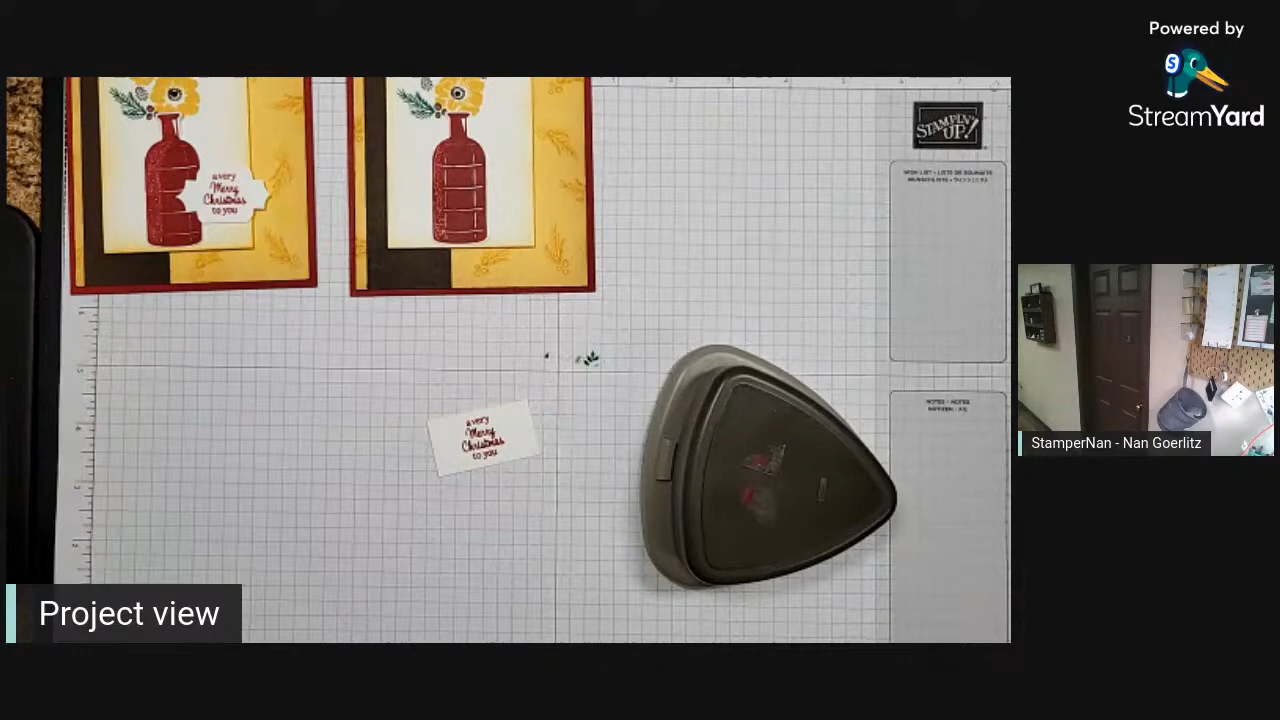 Powered by
StreamYard
STAMPIN' UP!
a very
Merry
Christmas
to you
a very
Merry
Christmas
to you
StamperNan - Nan Goerlitz
Project view